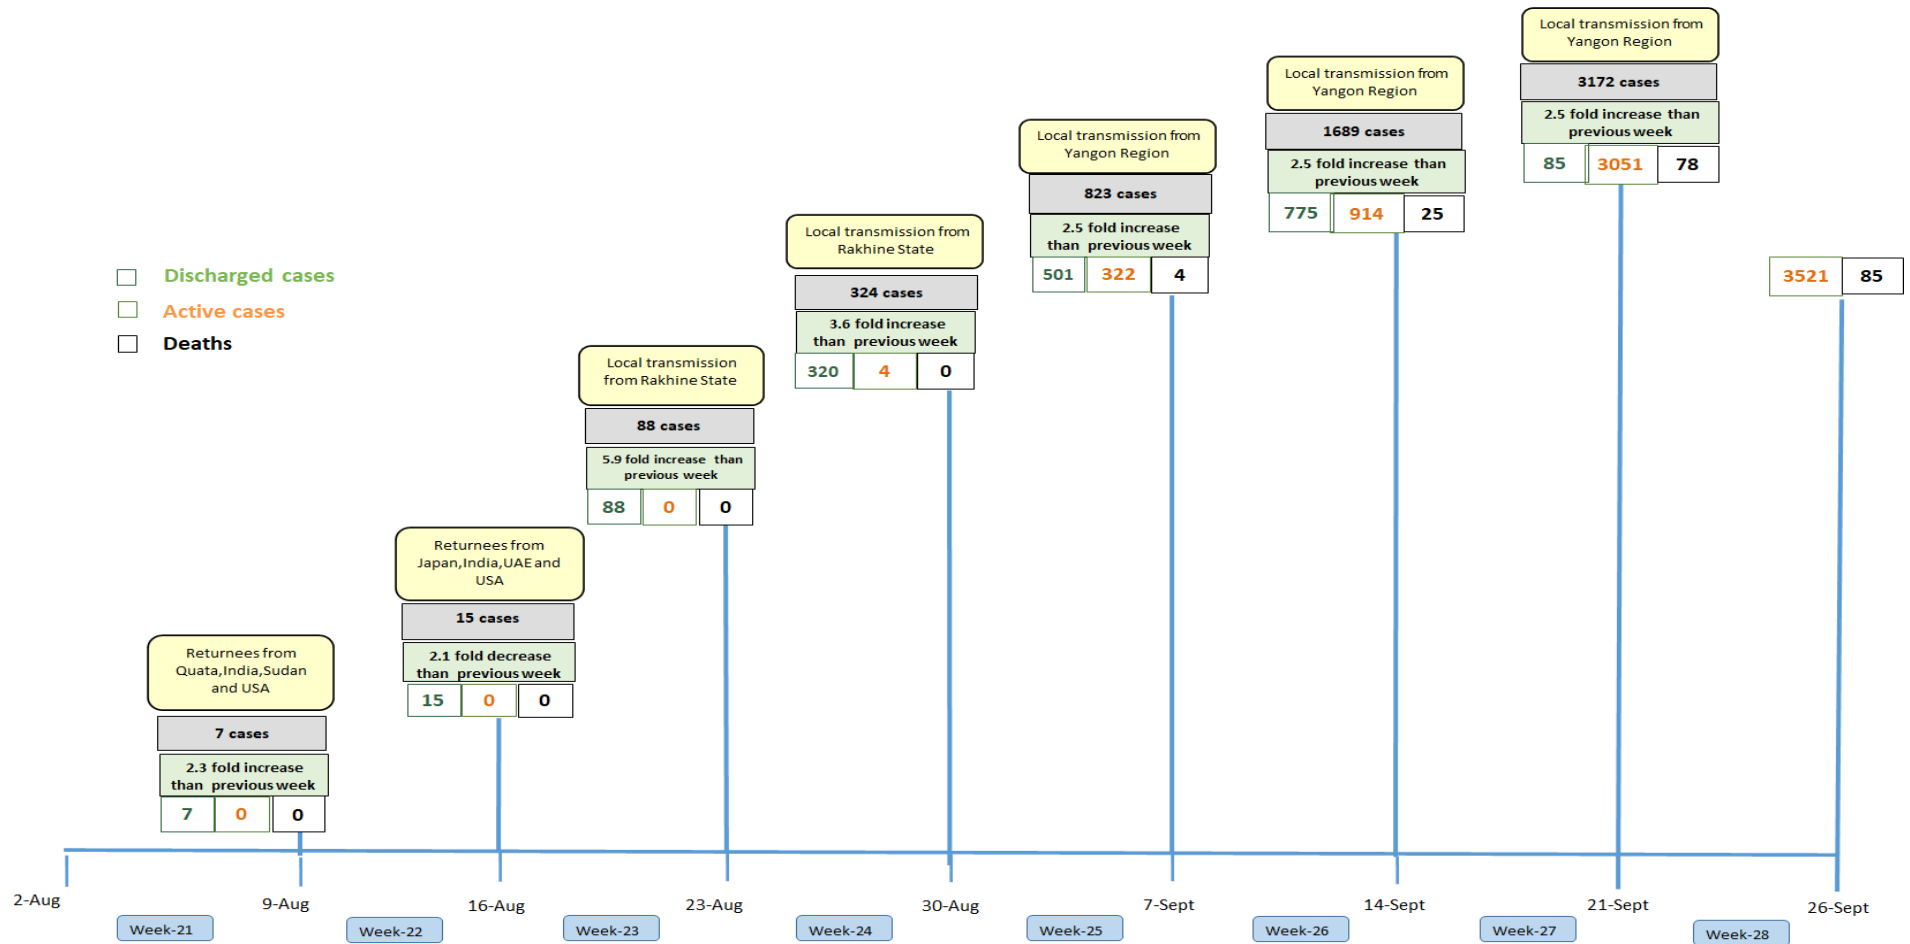 Discharged cases
Active cases
Deaths
Returnees from
Quata,India,Sudan
and USA
7 cases
2.3 fold increase
than previous week
7 0 0
Returnees from
Japan,India,UAE and
USA
15 cases
2.1 fold decrease
than previous week
15 0 0
Local transmission
from Rakhine State
88 cases
5.9 fold increase than
previous week
88 0 0
Local transmission from
Rakhine State
324 cases
3.6 fold increase
than previous week
320 4 0
Local transmission from
Yangon Region
823 cases
2.5 fold increase
than previous week
501 322 4
Local transmission from
Yangon Region
1689 cases
2.5 fold increase than
previous week
775 914 25
Local transmission from
Yangon Region
3172 cases
2.5 fold increase than
previous week
85 3051 78
3521 85
2-Aug 9-Aug 16-Aug 23-Aug 30-Aug 7-Sept 14-Sept 21-Sept 26-Sept
Week-21 Week-22 Week-23 Week-24 Week-25 Week-26 Week-27 Week-28